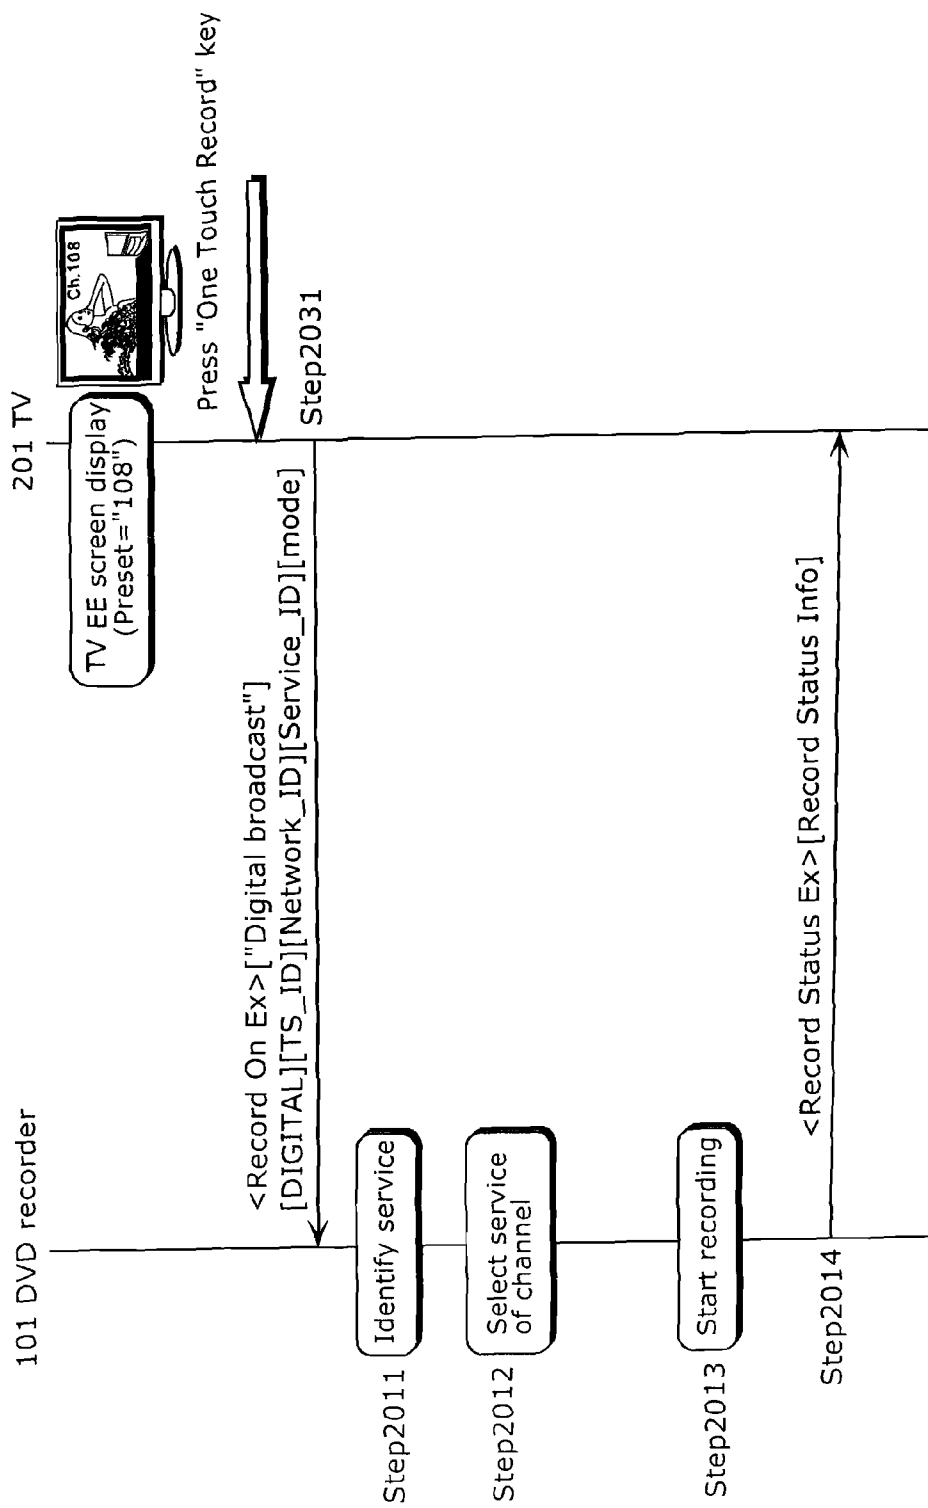 101 DVD recorder
201 TV
TV EE screen display
(Preset="108")
Ch.108
Press "One Touch Record" key
<Record On Ex>["Digital broadcast"]
[DIGITAL][TS_ID][Network_ID][Service_ID][mode]
Step2031
Step2011
Identify service
Step2012
Select service
of channel
Step2013
Start recording
<Record Status Ex>[Record Status Info]
Step2014